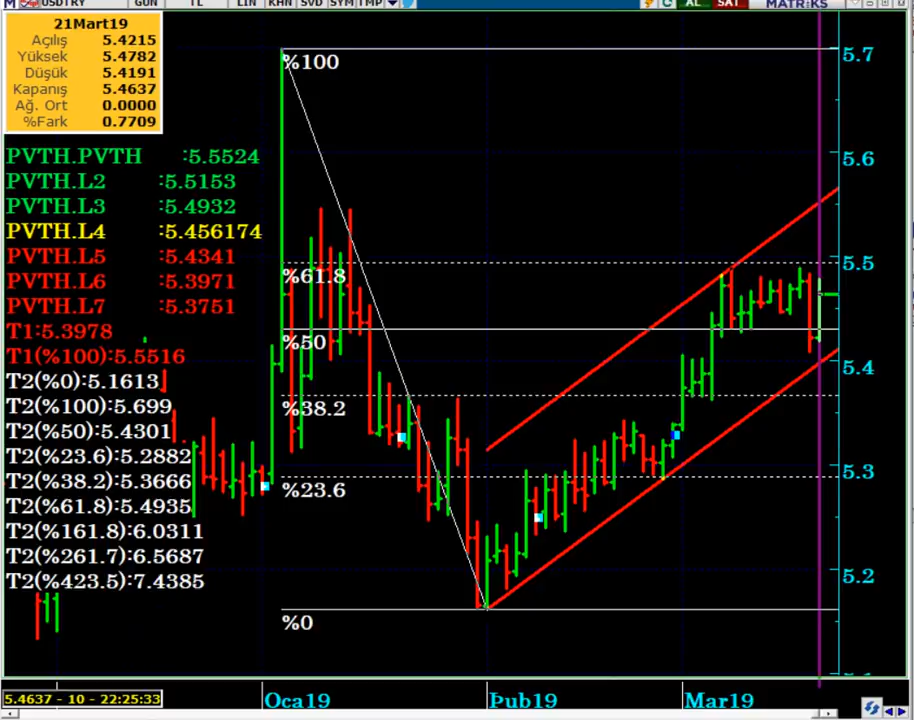 USDTRY GUN TL LIN KHN SVD SYM TMP AL SAT MATRİKS
21Mart19
Açılış 5.4215
Yüksek 5.4782
Düşük 5.4191
Kapanış 5.4637
Ağ. Ort 0.0000
%Fark 0.7709
PVTH.PVTH :5.5524
PVTH.L2 :5.5153
PVTH.L3 :5.4932
PVTH.L4 :5.456174
PVTH.L5 :5.4341
PVTH.L6 :5.3971
PVTH.L7 :5.3751
T1:5.3978
T1(%100):5.5516
T2(%0):5.1613
T2(%100):5.699
T2(%50):5.4301
T2(%23.6):5.2882
T2(%38.2):5.3666
T2(%61.8):5.4935
T2(%161.8):6.0311
T2(%261.7):6.5687
T2(%423.5):7.4385
%100
%61.8
%50
%38.2
%23.6
%0
5.7
5.6
5.5
5.4
5.3
5.2
5.4637 - 10 - 22:25:33
Oca19
Þub19
Mar19